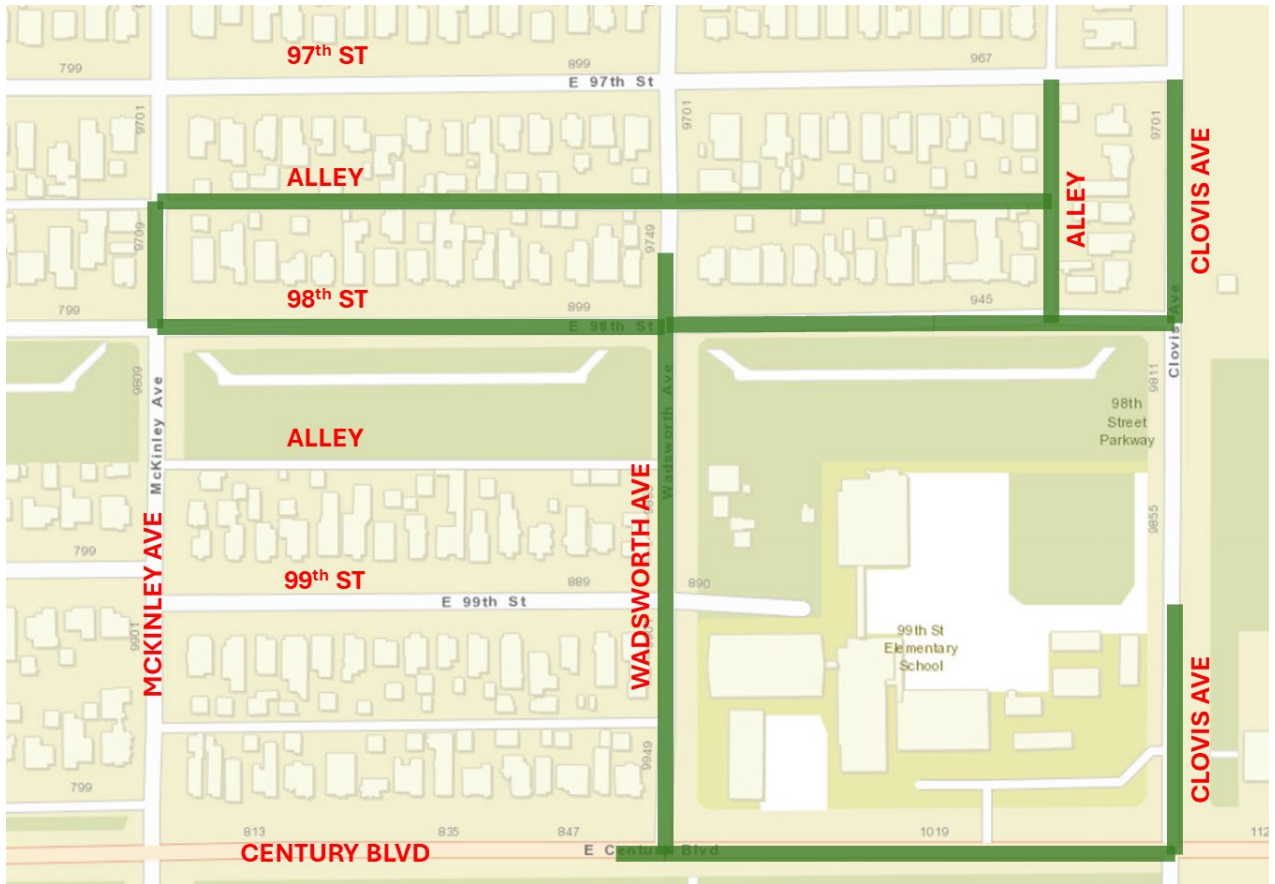 97th ST
799
899
967
E 97th St
9701
9701
9701
ALLEY
ALLEY
CLOVIS AVE
9709
9749
98th ST
799
899
945
E 98th St
Clovis Ave
9809
McKinley Ave
Wadsworth Ave
9811
98th
Street
Parkway
ALLEY
MCKINLEY AVE
WADSWORTH AVE
9855
799
99th ST
889
890
E 99th St
9901
99th St
Elementary
School
CLOVIS AVE
9949
799
813
835
847
1019
112
CENTURY BLVD
E Century Blvd